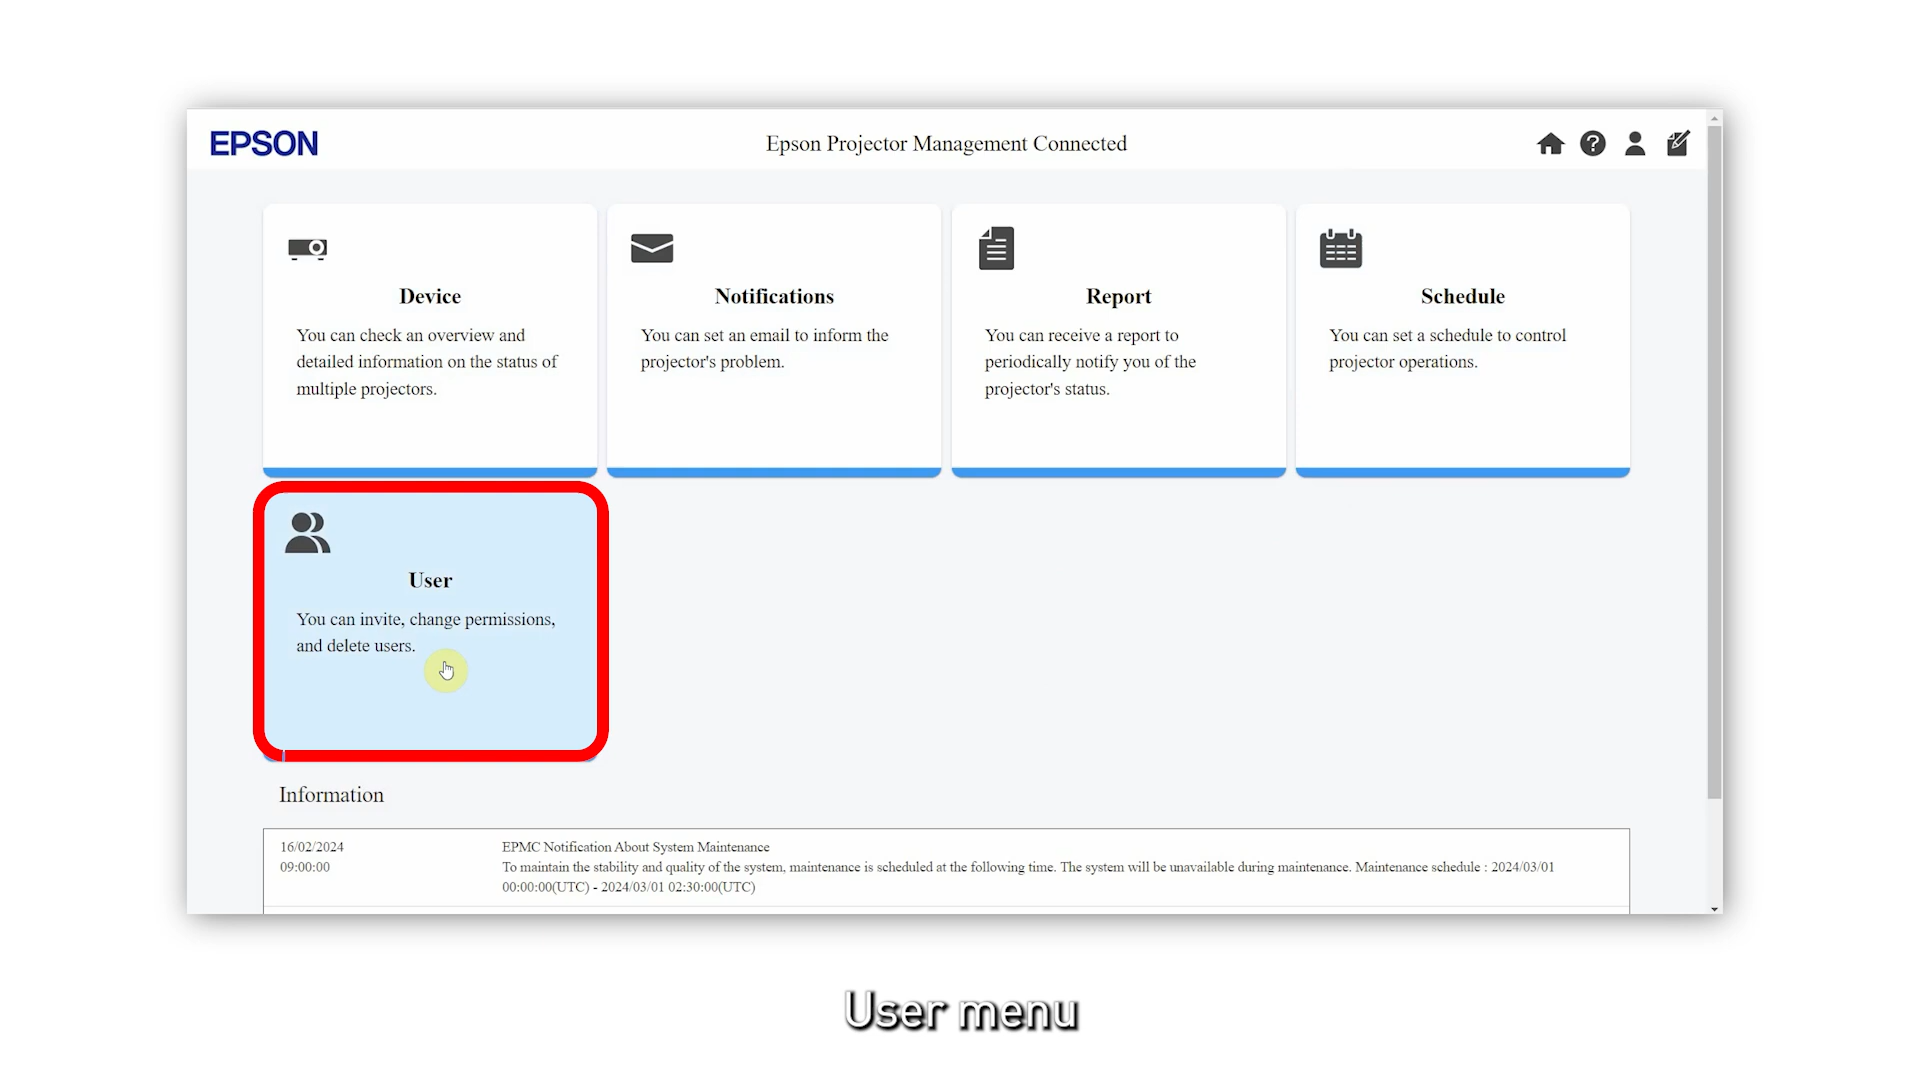 EPSON
Epson Projector Management Connected
Device
You can check an overview and
detailed information on the status of
multiple projectors.
Notifications
You can set an email to inform the
projector's problem.
Report
You can receive a report to
periodically notify you of the
projector's status.
Schedule
You can set a schedule to control
projector operations.
User
You can invite, change permissions,
and delete users.
Information
16/02/2024
09:00:00
EPMC Notification About System Maintenance
To maintain the stability and quality of the system, maintenance is scheduled at the following time. The system will be unavailable during maintenance. Maintenance schedule : 2024/03/01
00:00:00(UTC) - 2024/03/01 02:30:00(UTC)
User menu